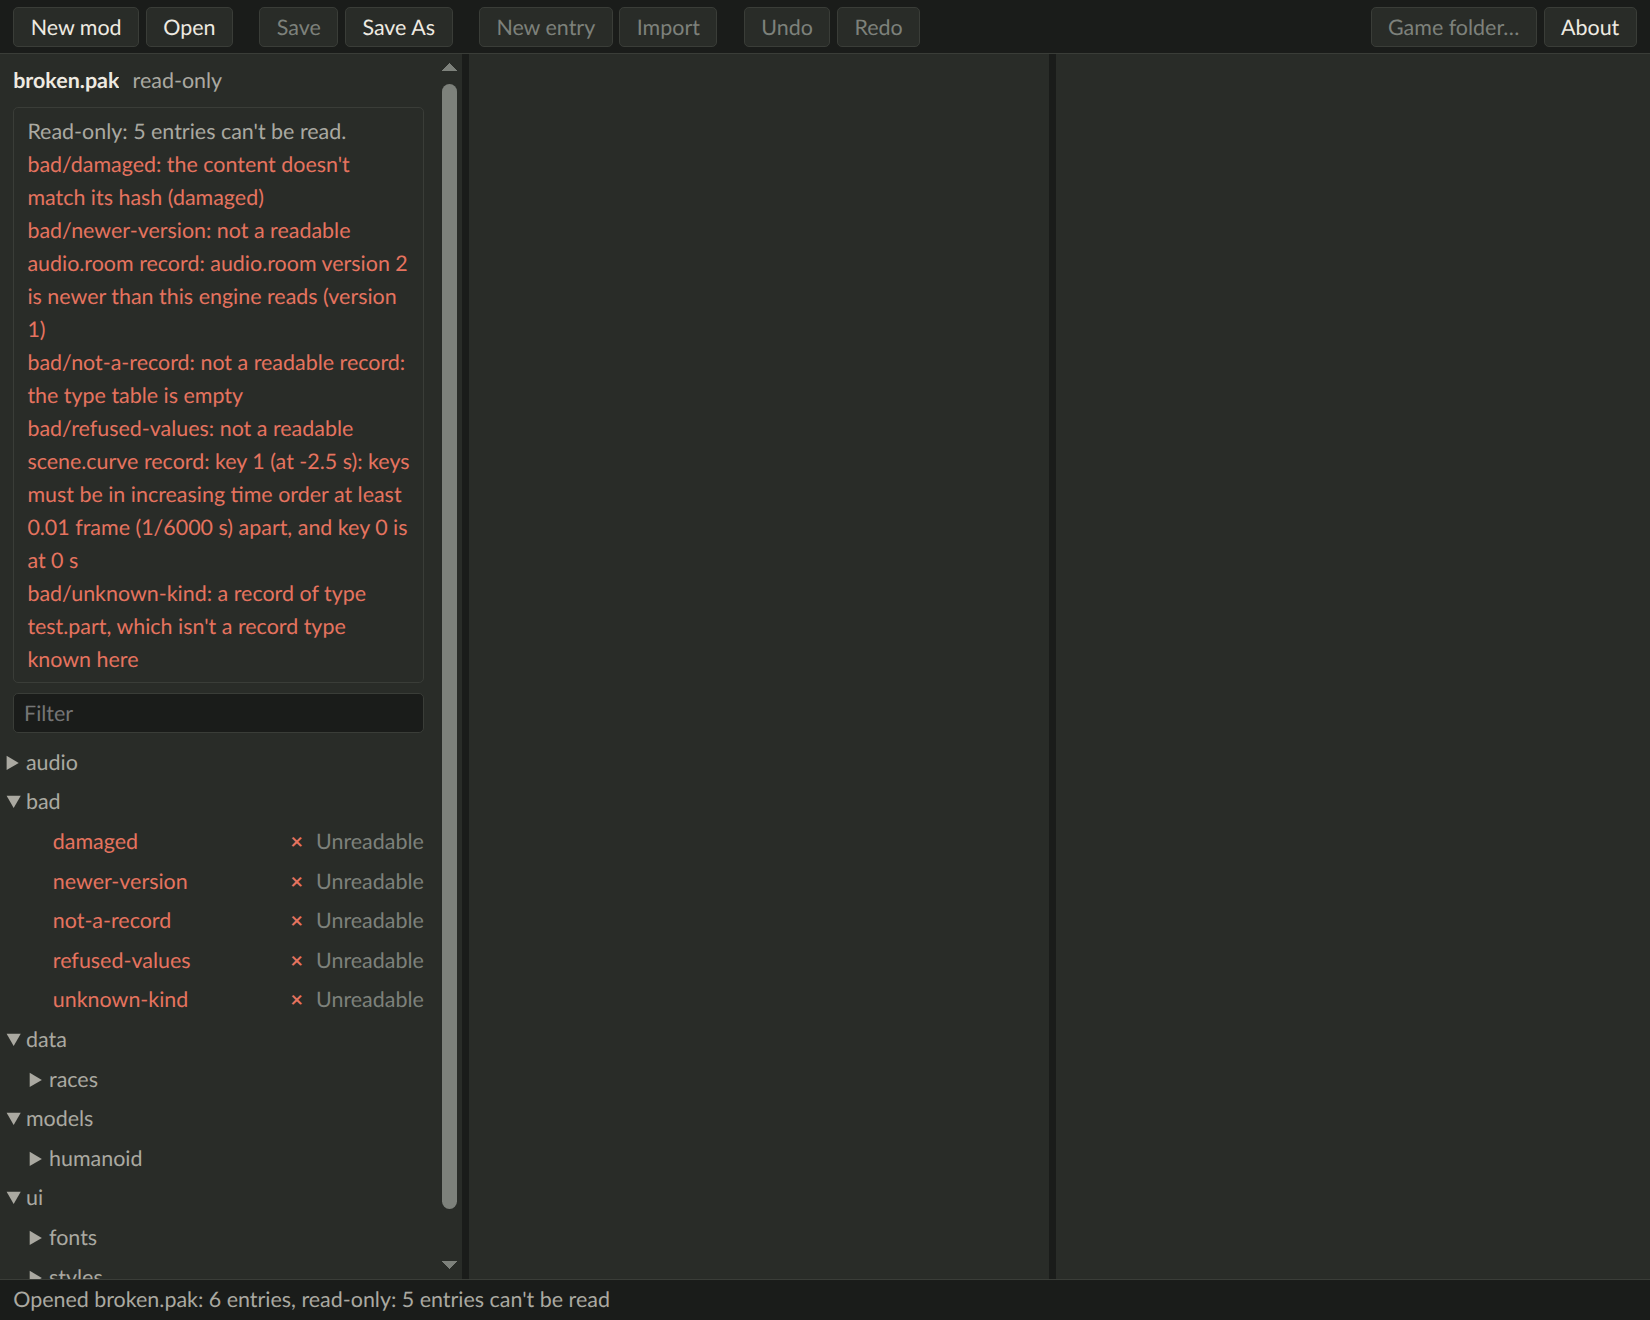 New mod Open Save Save As New entry Import Undo Redo Game folder... About
broken.pak read-only
Read-only: 5 entries can't be read.
bad/damaged: the content doesn't
match its hash (damaged)
bad/newer-version: not a readable
audio.room record: audio.room version 2
is newer than this engine reads (version
1)
bad/not-a-record: not a readable record:
the type table is empty
bad/refused-values: not a readable
scene.curve record: key 1 (at -2.5 s): keys
must be in increasing time order at least
0.01 frame (1/6000 s) apart, and key 0 is
at 0 s
bad/unknown-kind: a record of type
test.part, which isn't a record type
known here
Filter
audio
bad
damaged × Unreadable
newer-version × Unreadable
not-a-record × Unreadable
refused-values × Unreadable
unknown-kind × Unreadable
data
races
models
humanoid
ui
fonts
styles
Opened broken.pak: 6 entries, read-only: 5 entries can't be read